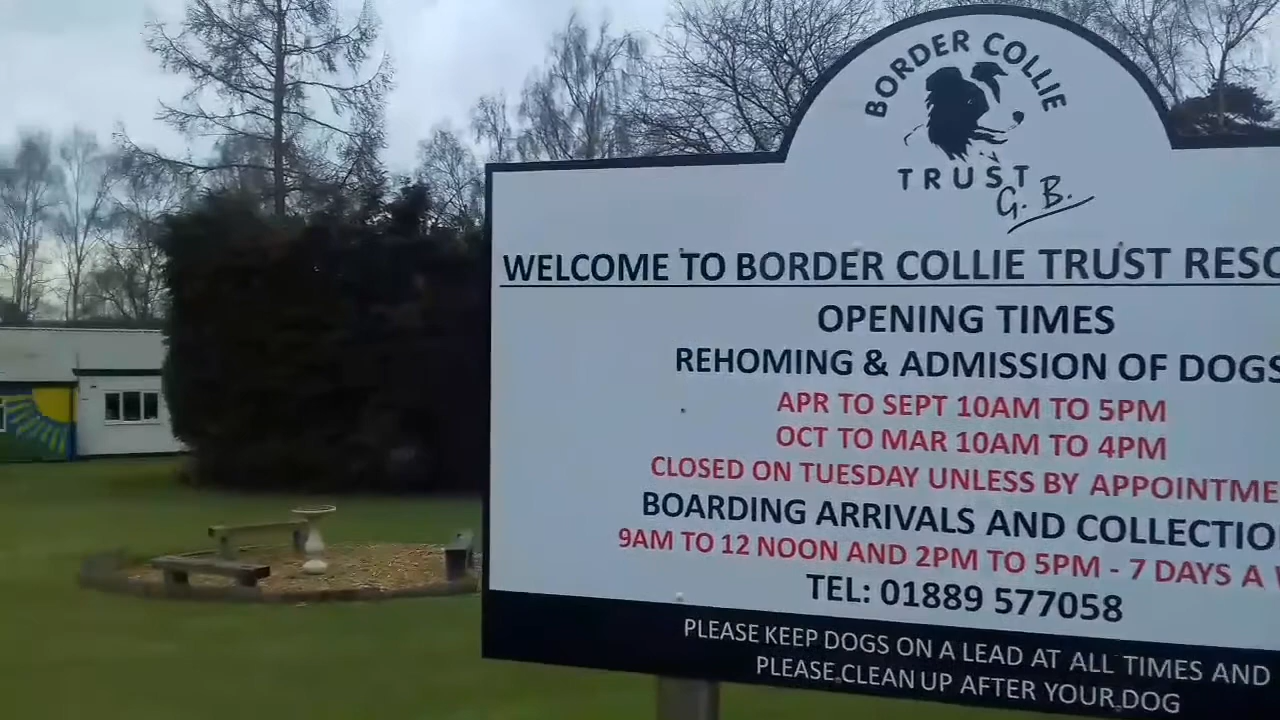 BORDER COLLIE
TRUST
G. B.
WELCOME TO BORDER COLLIE TRUST
OPENING TIMES
REHOMING & ADMISSION OF DOGS
APR TO SEPT 10AM TO 5PM
OCT TO MAR 10AM TO 4PM
CLOSED ON TUESDAY UNLESS BY
BOARDING ARRIVALS AND
9AM TO 12 NOON AND 2PM TO 5PM - 7 DAYS A
TEL: 01889 577058
PLEASE KEEP DOGS ON A LEAD AT ALL TIMES AND
PLEASE CLEAN UP AFTER YOUR DOG